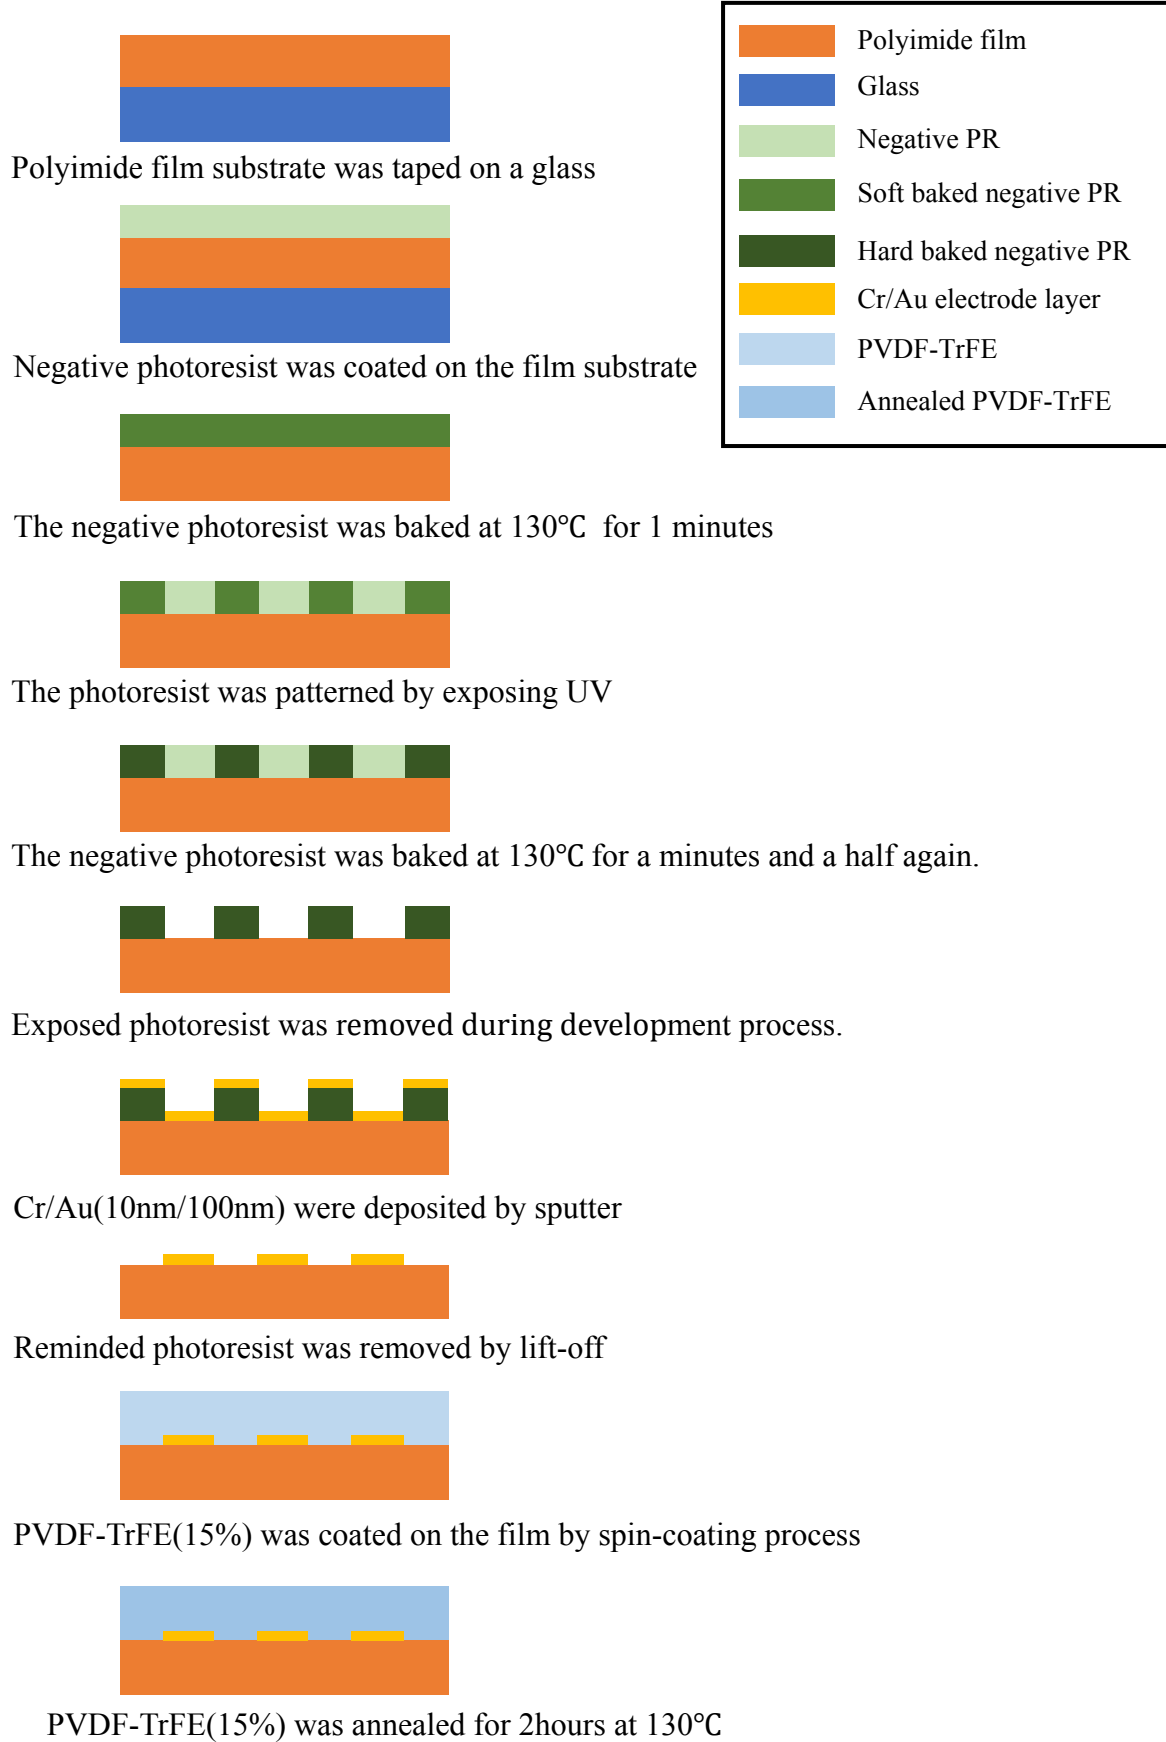 Polyimide film
Glass
Negative PR
Soft baked negative PR
Hard baked negative PR
Cr/Au electrode layer
PVDF-TrFE
Annealed PVDF-TrFE
Polyimide film substrate was taped on a glass
Negative photoresist was coated on the film substrate
The negative photoresist was baked at 130℃ for 1 minutes
The photoresist was patterned by exposing UV
The negative photoresist was baked at 130℃ for a minutes and a half again.
Exposed photoresist was removed during development process.
Cr/Au(10nm/100nm) were deposited by sputter
Reminded photoresist was removed by lift-off
PVDF-TrFE(15%) was coated on the film by spin-coating process
PVDF-TrFE(15%) was annealed for 2hours at 130℃